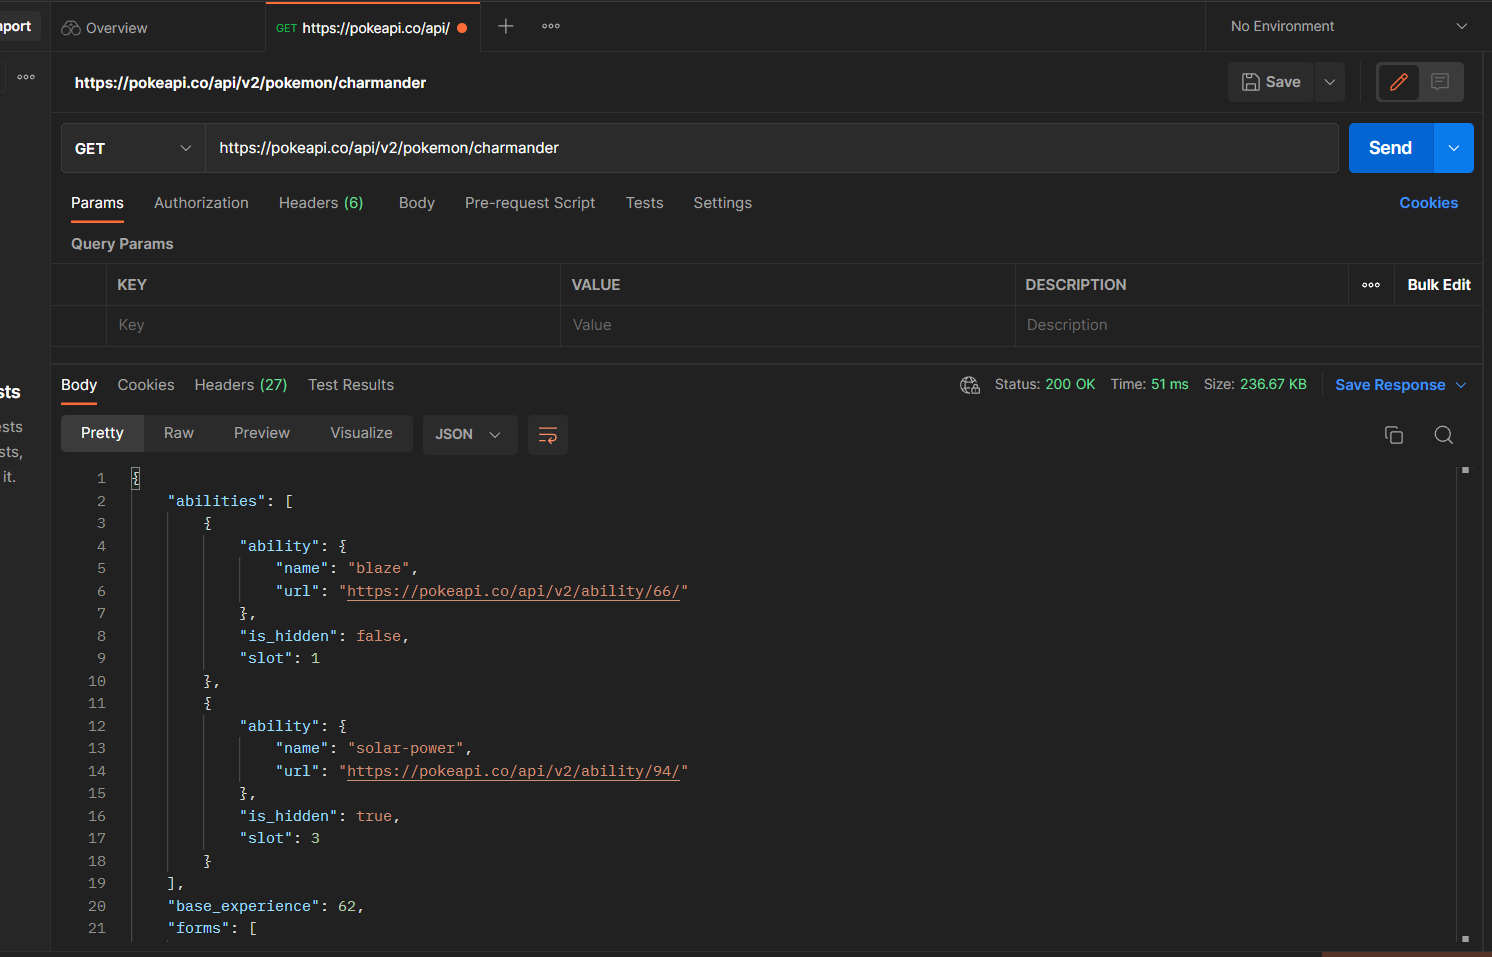 mport
Overview
GET https://pokeapi.co/api/
No Environment
https://pokeapi.co/api/v2/pokemon/charmander
Save
GET
https://pokeapi.co/api/v2/pokemon/charmander
Send
Params Authorization Headers (6) Body Pre-request Script Tests Settings Cookies
Query Params
KEY VALUE DESCRIPTION Bulk Edit
Key Value Description
sts
ests
sts,
it.
Body Cookies Headers (27) Test Results Status: 200 OK Time: 51 ms Size: 236.67 KB Save Response
Pretty Raw Preview Visualize JSON
1 {
2 "abilities": [
3 {
4 "ability": {
5 "name": "blaze",
6 "url": "https://pokeapi.co/api/v2/ability/66/"
7 },
8 "is_hidden": false,
9 "slot": 1
10 },
11 {
12 "ability": {
13 "name": "solar-power",
14 "url": "https://pokeapi.co/api/v2/ability/94/"
15 },
16 "is_hidden": true,
17 "slot": 3
18 }
19 ],
20 "base_experience": 62,
21 "forms": [